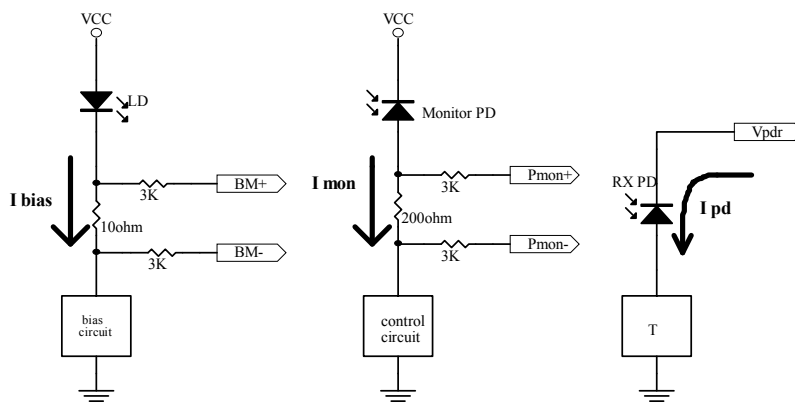 VCC
LD
I bias
BM+
3K
10ohm
BM-
3K
bias
circuit
VCC
Monitor PD
I mon
Pmon+
3K
200ohm
Pmon-
3K
control
circuit
Vpdr
RX PD
I pd
T